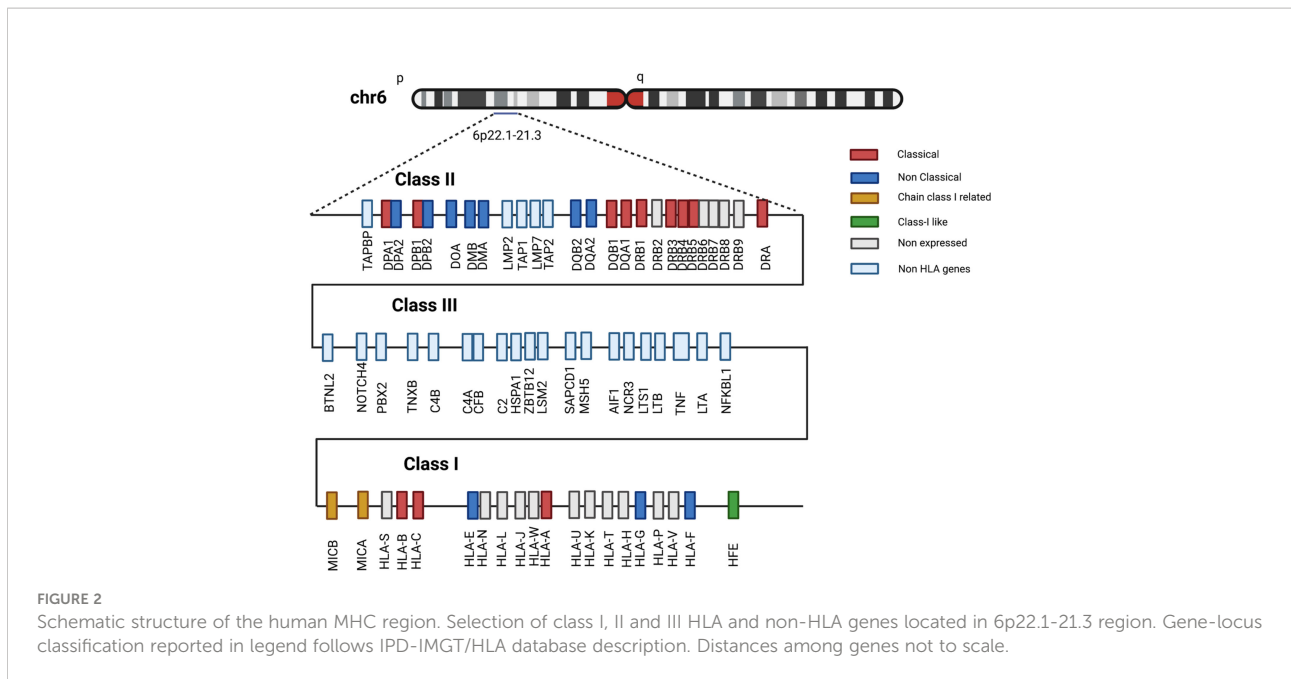 p
q
chr6
6p22.1-21.3
Classical
Non Classical
Chain class I related
Class-I like
Non expressed
Non HLA genes
Class II
TAPBP
DPA1
DPA2
DPB1
DPB2
DOA
DMB
DMA
LMP2
TAP1
LMP7
TAP2
DQB2
DQA2
DQB1
DQA1
DRB1
DRB2
DRB3
DRB4
DRB5
DRB6
DRB7
DRB8
DRB9
DRA
Class III
BTNL2
NOTCH4
PBX2
TNXB
C4B
C4A
CFB
C2
HSPA1
ZBTB12
LSM2
SAPCD1
MSH5
AIF1
NCR3
LTS1
LTB
TNF
LTA
NFKBL1
Class I
MICB
MICA
HLA-S
HLA-B
HLA-C
HLA-E
HLA-N
HLA-L
HLA-J
HLA-W
HLA-A
HLA-U
HLA-K
HLA-T
HLA-H
HLA-G
HLA-P
HLA-V
HLA-F
HFE
FIGURE 2
Schematic structure of the human MHC region. Selection of class I, II and III HLA and non-HLA genes located in 6p22.1-21.3 region. Gene-locus
classification reported in legend follows IPD-IMGT/HLA database description. Distances among genes not to scale.